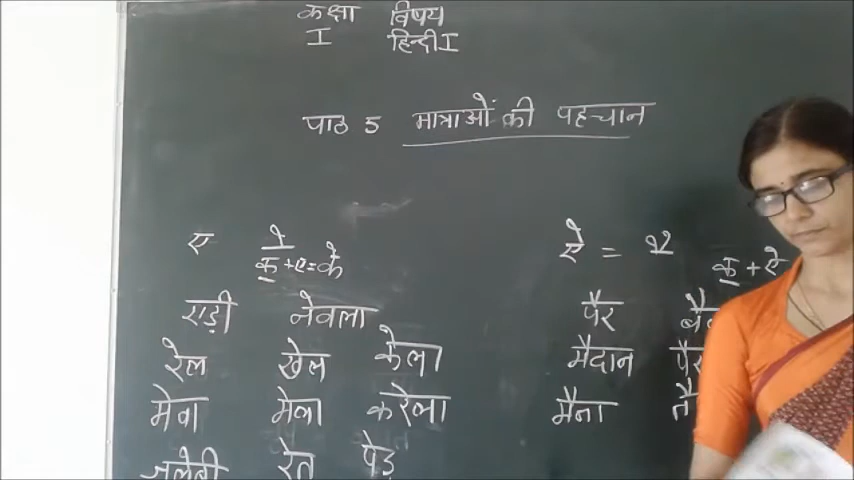 कक्षा विषय
I हिन्दी I
पाठ 5 मात्राओं की पहचान
ए े ऐ = ै
क + ए = के क + ऐ
एड़ी नेवला पैर
रेल खेल केला मैदान
मेवा मेला करेला मैना
जलेबी रेत पेड़